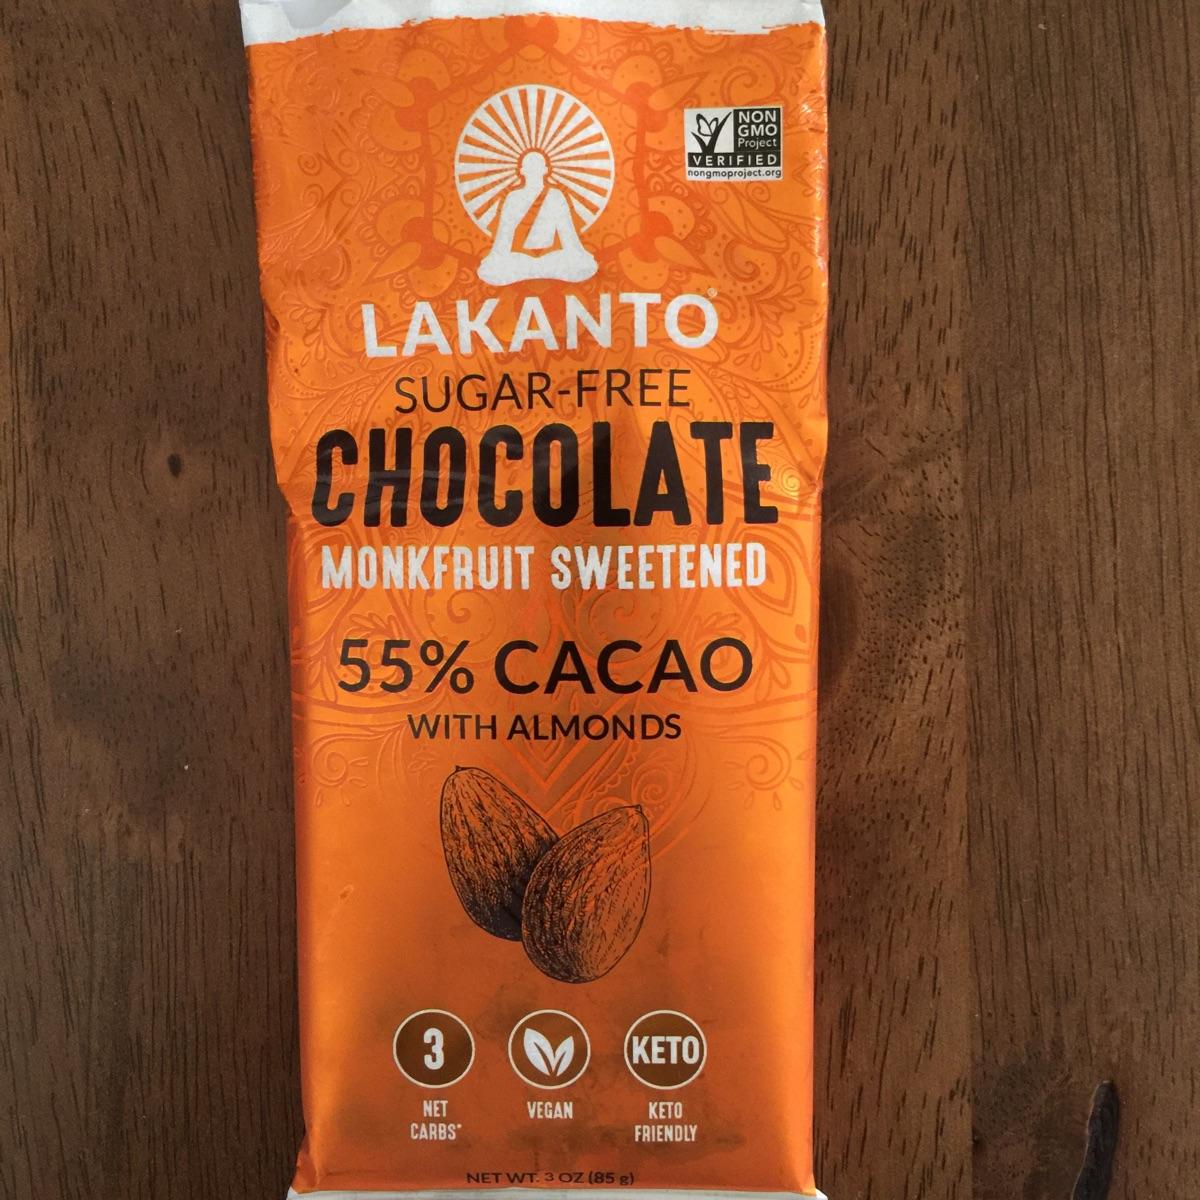 NON
GMO
Project
VERIFIED
nongmoproject.org
LAKANTO®
SUGAR-FREE
CHOCOLATE
MONKFRUIT SWEETENED
55% CACAO
WITH ALMONDS
3
NET
CARBS*
VEGAN
KETO
KETO
FRIENDLY
NET WT. 3 OZ (85 g)